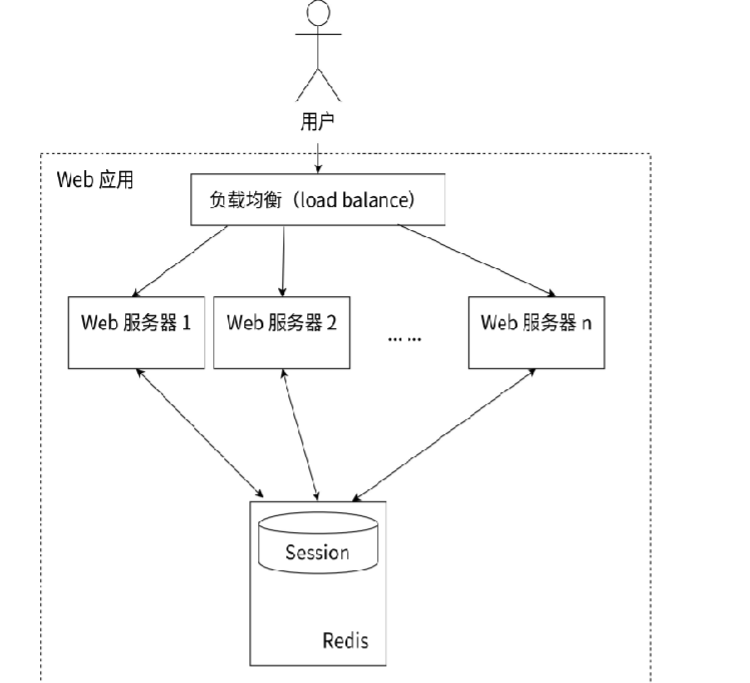 用户
Web 应用
负载均衡（load balance）
Web 服务器 1
Web 服务器 2
... ...
Web 服务器 n
Session
Redis